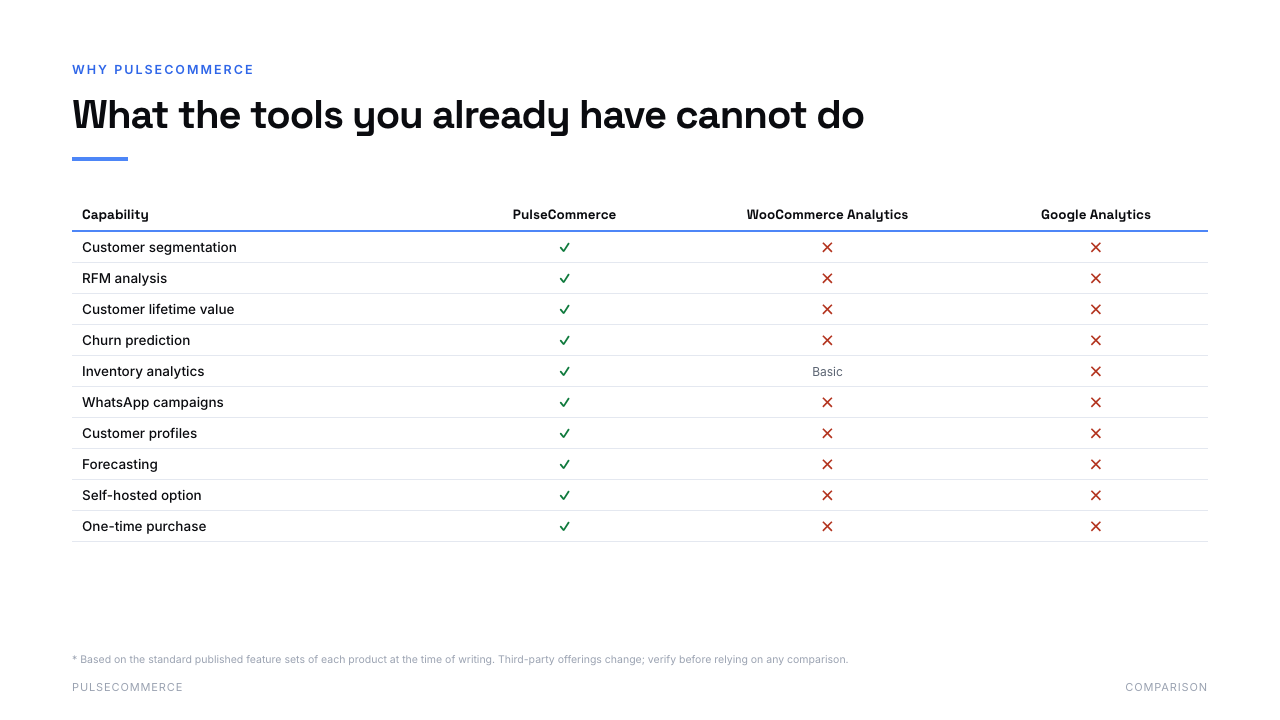 WHY PULSECOMMERCE
What the tools you already have cannot do
Capability PulseCommerce WooCommerce Analytics Google Analytics
Customer segmentation ✓ ✕ ✕
RFM analysis ✓ ✕ ✕
Customer lifetime value ✓ ✕ ✕
Churn prediction ✓ ✕ ✕
Inventory analytics ✓ Basic ✕
WhatsApp campaigns ✓ ✕ ✕
Customer profiles ✓ ✕ ✕
Forecasting ✓ ✕ ✕
Self-hosted option ✓ ✕ ✕
One-time purchase ✓ ✕ ✕
* Based on the standard published feature sets of each product at the time of writing. Third-party offerings change; verify before relying on any comparison.
PULSECOMMERCE COMPARISON